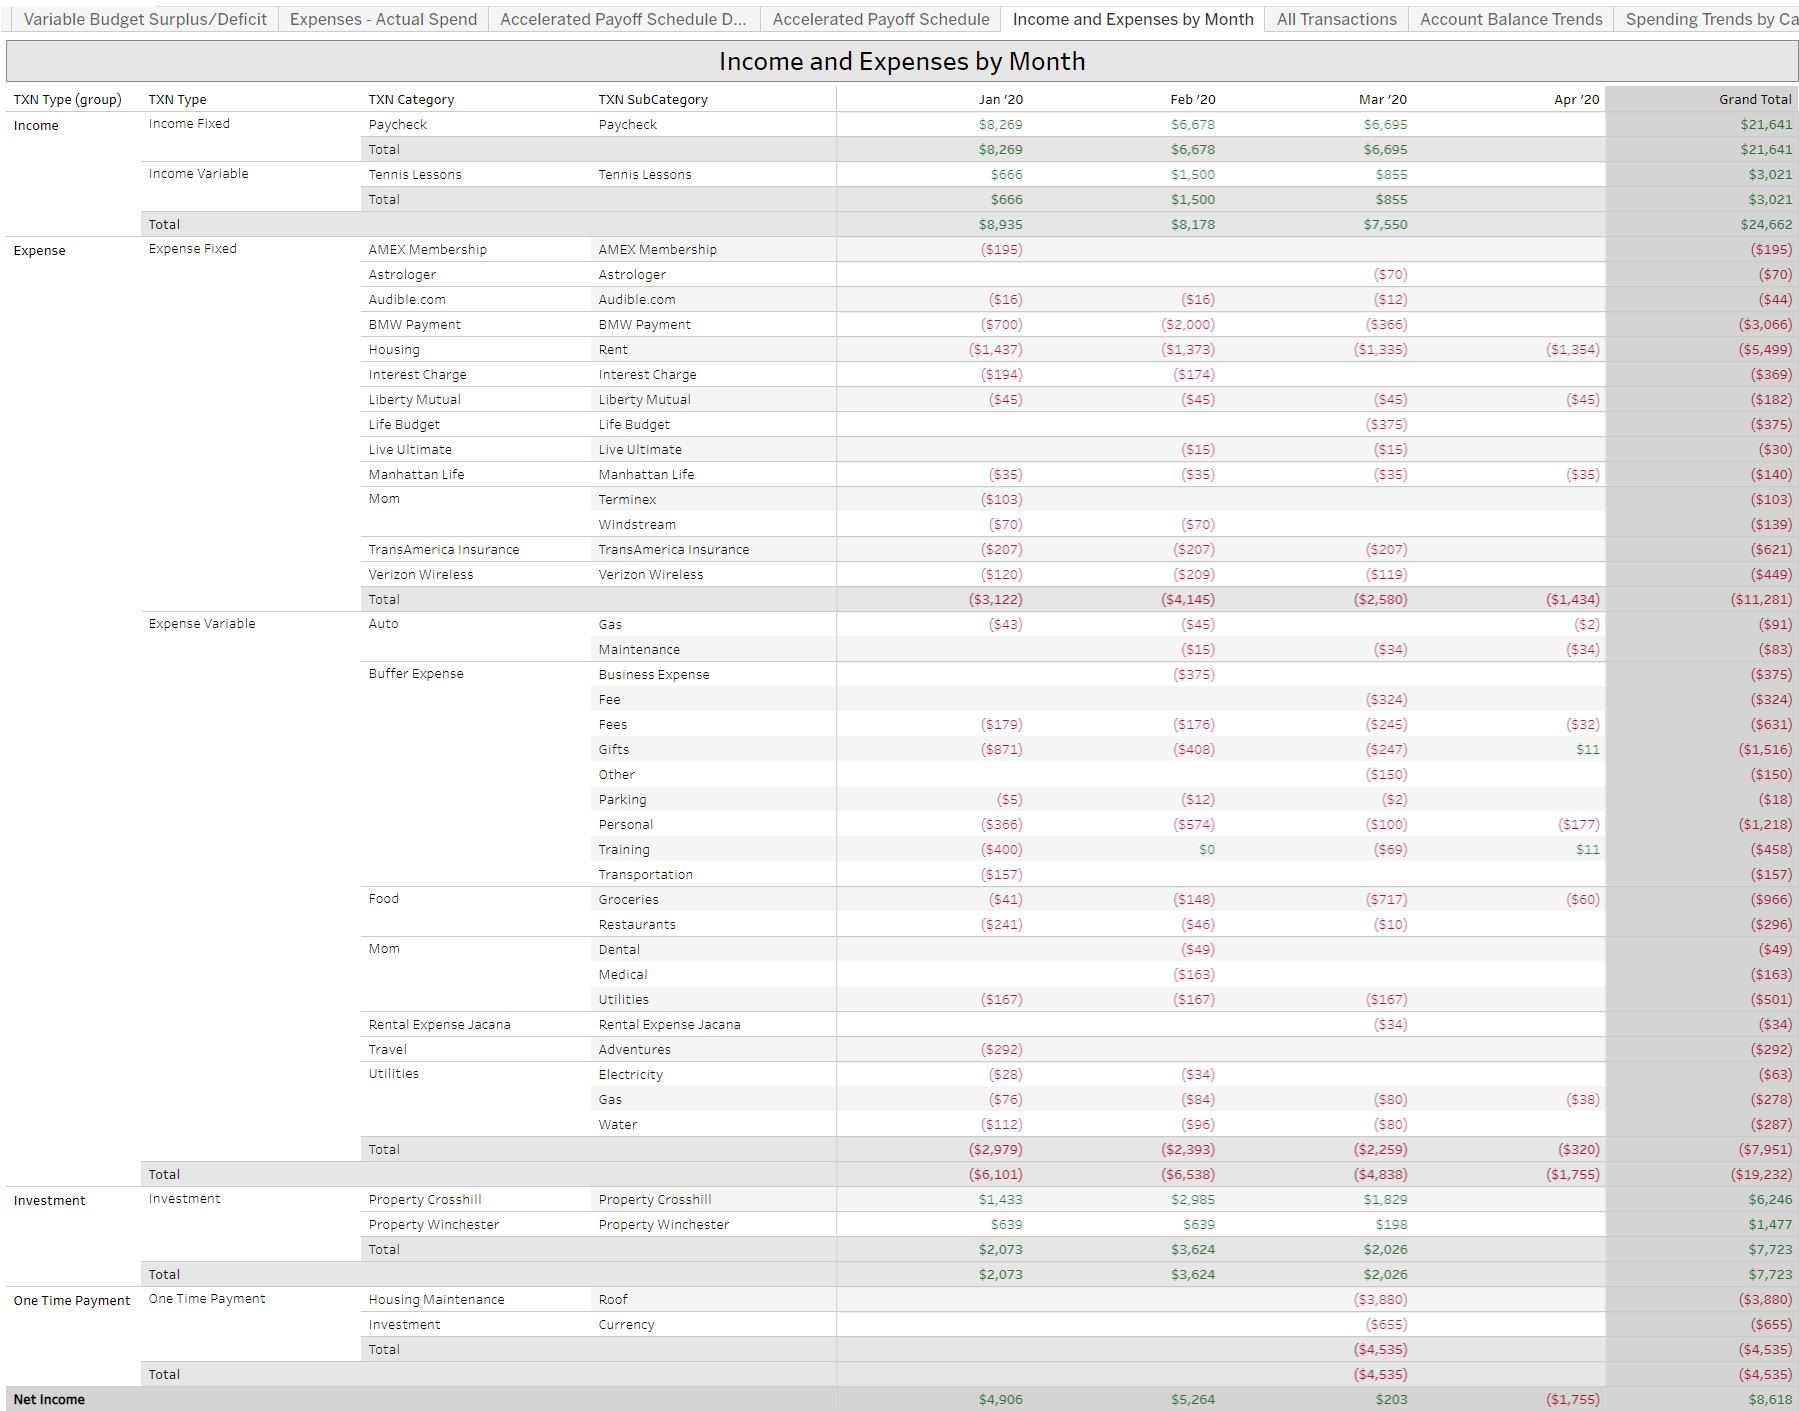 Variable Budget Surplus/Deficit Expenses - Actual Spend Accelerated Payoff Schedule D... Accelerated Payoff Schedule Income and Expenses by Month All Transactions Account Balance Trends Spending Trends by Ca
Income and Expenses by Month
TXN Type (group) TXN Type TXN Category TXN SubCategory Jan '20 Feb '20 Mar '20 Apr '20 Grand Total
Income Income Fixed Paycheck Paycheck $8,269 $6,678 $6,695 $21,641
Total $8,269 $6,678 $6,695 $21,641
Income Variable Tennis Lessons Tennis Lessons $666 $1,500 $855 $3,021
Total $666 $1,500 $855 $3,021
Total $8,935 $8,178 $7,550 $24,662
Expense Expense Fixed AMEX Membership AMEX Membership ($195) ($195)
Astrologer Astrologer ($70) ($70)
Audible.com Audible.com ($16) ($16) ($12) ($44)
BMW Payment BMW Payment ($700) ($2,000) ($366) ($3,066)
Housing Rent ($1,437) ($1,373) ($1,335) ($1,354) ($5,499)
Interest Charge Interest Charge ($194) ($174) ($369)
Liberty Mutual Liberty Mutual ($45) ($45) ($45) ($45) ($182)
Life Budget Life Budget ($375) ($375)
Live Ultimate Live Ultimate ($15) ($15) ($30)
Manhattan Life Manhattan Life ($35) ($35) ($35) ($35) ($140)
Mom Terminex ($103) ($103)
Windstream ($70) ($70) ($139)
TransAmerica Insurance TransAmerica Insurance ($207) ($207) ($207) ($621)
Verizon Wireless Verizon Wireless ($120) ($209) ($119) ($449)
Total ($3,122) ($4,145) ($2,580) ($1,434) ($11,281)
Expense Variable Auto Gas ($43) ($45) ($2) ($91)
Maintenance ($15) ($34) ($34) ($83)
Buffer Expense Business Expense ($375) ($375)
Fee ($324) ($324)
Fees ($179) ($176) ($245) ($32) ($631)
Gifts ($871) ($408) ($247) $11 ($1,516)
Other ($150) ($150)
Parking ($5) ($12) ($2) ($18)
Personal ($366) ($574) ($100) ($177) ($1,218)
Training ($400) $0 ($69) $11 ($458)
Transportation ($157) ($157)
Food Groceries ($41) ($148) ($717) ($60) ($966)
Restaurants ($241) ($46) ($10) ($296)
Mom Dental ($49) ($49)
Medical ($163) ($163)
Utilities ($167) ($167) ($167) ($501)
Rental Expense Jacana Rental Expense Jacana ($34) ($34)
Travel Adventures ($292) ($292)
Utilities Electricity ($28) ($34) ($63)
Gas ($76) ($84) ($80) ($38) ($278)
Water ($112) ($96) ($80) ($287)
Total ($2,979) ($2,393) ($2,259) ($320) ($7,951)
Total ($6,101) ($6,538) ($4,838) ($1,755) ($19,232)
Investment Investment Property Crosshill Property Crosshill $1,433 $2,985 $1,829 $6,246
Property Winchester Property Winchester $639 $639 $198 $1,477
Total $2,073 $3,624 $2,026 $7,723
Total $2,073 $3,624 $2,026 $7,723
One Time Payment One Time Payment Housing Maintenance Roof ($3,880) ($3,880)
Investment Currency ($655) ($655)
Total ($4,535) ($4,535)
Total ($4,535) ($4,535)
Net Income $4,906 $5,264 $203 ($1,755) $8,618